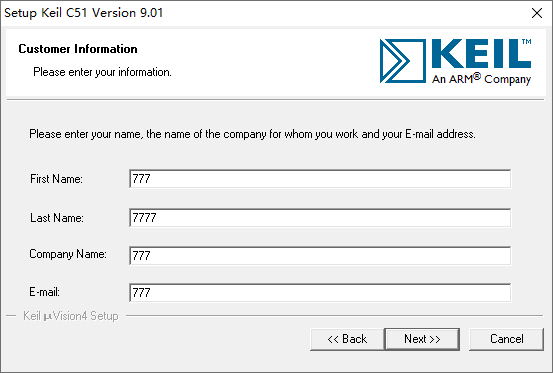 Setup Keil C51 Version 9.01
Customer Information
Please enter your information.
KEIL™
An ARM® Company
Please enter your name, the name of the company for whom you work and your E-mail address.
First Name: 777
Last Name: 7777
Company Name: 777
E-mail: 777
Keil µVision4 Setup
<< Back
Next >>
Cancel